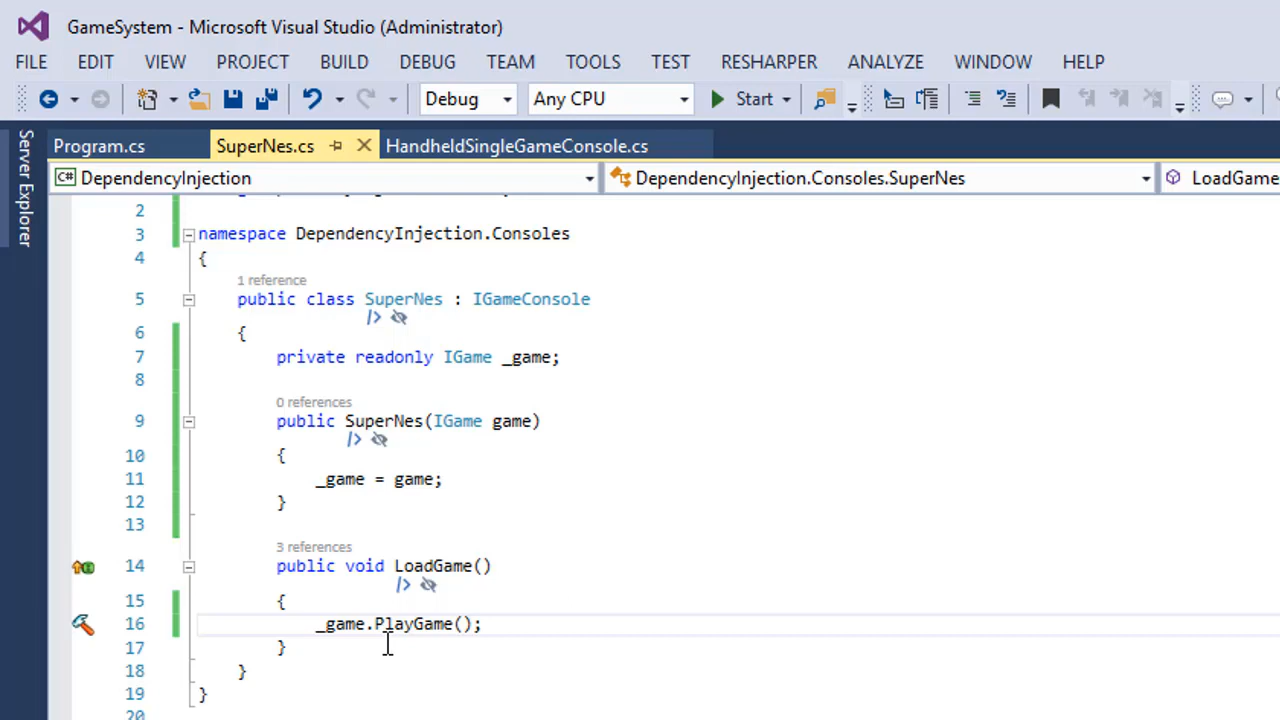 GameSystem - Microsoft Visual Studio (Administrator)
FILE EDIT VIEW PROJECT BUILD DEBUG TEAM TOOLS TEST RESHARPER ANALYZE WINDOW HELP
Debug Any CPU Start
Server Explorer
Program.cs SuperNes.cs HandheldSingleGameConsole.cs
C# DependencyInjection DependencyInjection.Consoles.SuperNes LoadGame
2
3 namespace DependencyInjection.Consoles
4 {
1 reference
5 public class SuperNes : IGameConsole
6 {
7 private readonly IGame _game;
8
0 references
9 public SuperNes(IGame game)
10 {
11 _game = game;
12 }
13
3 references
14 public void LoadGame()
15 {
16 _game.PlayGame();
17 }
18 }
19 }
20